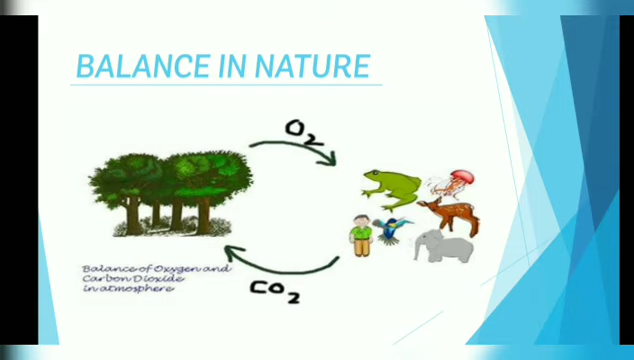 BALANCE IN NATURE
O2
Balance of Oxygen and
Carbon Dioxide
in atmosphere
CO2